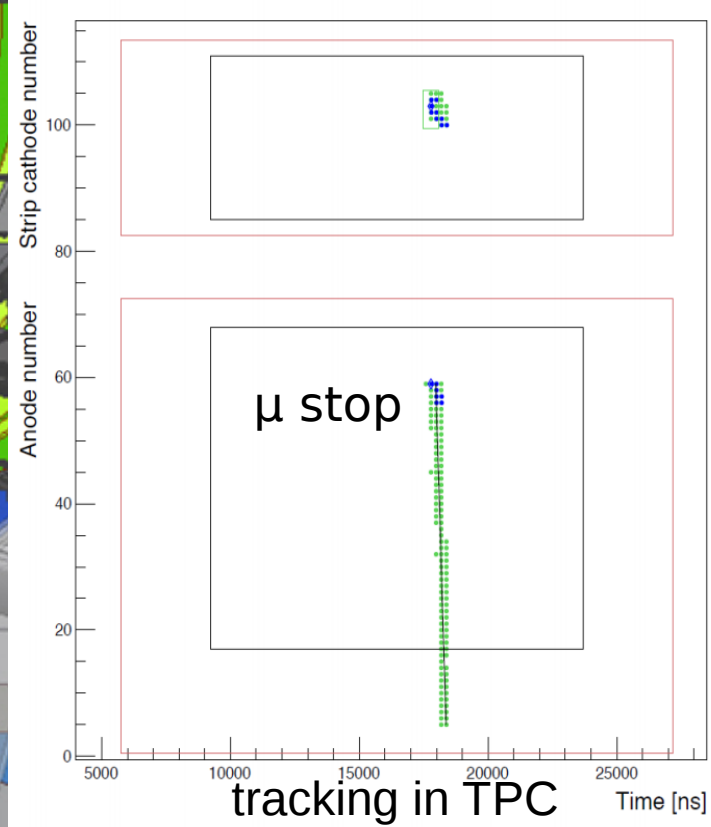 Strip cathode number
100
80
Anode number
60
μ stop
40
20
0
5000 10000 15000 20000 25000
tracking in TPC
Time [ns]